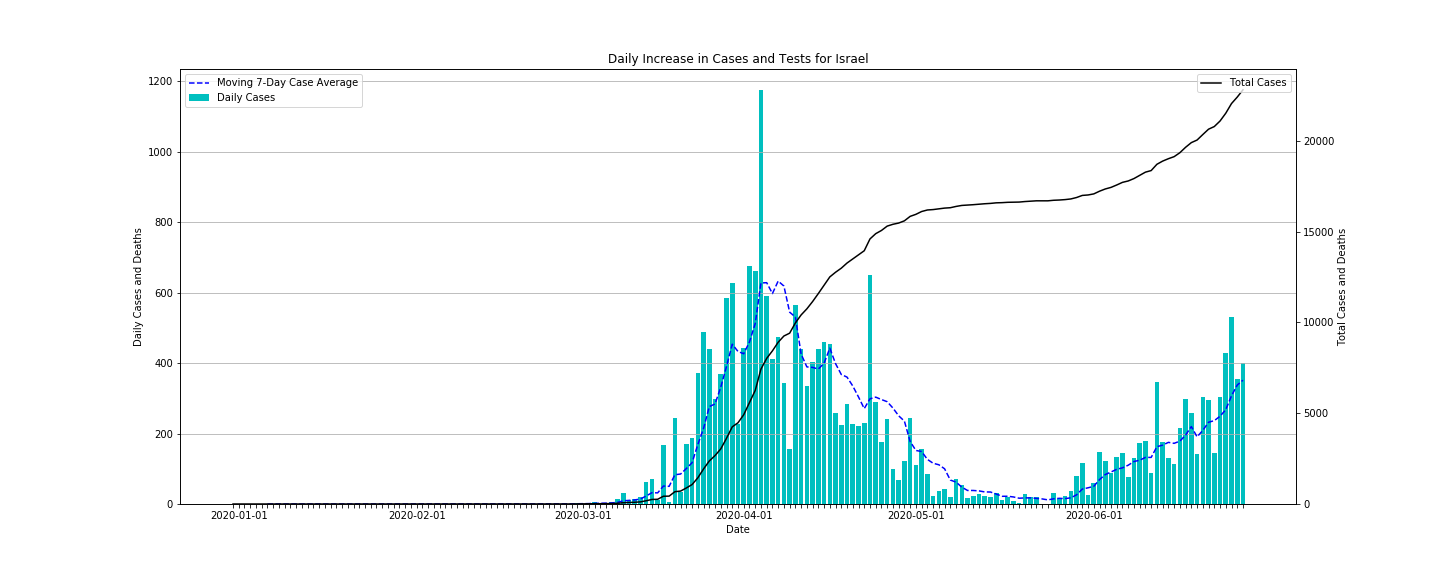 Daily Increase in Cases and Tests for Israel
Moving 7-Day Case Average
Daily Cases
Total Cases
1200
1000
800
600
400
200
0
Daily Cases and Deaths
20000
15000
10000
5000
0
Total Cases and Deaths
2020-01-01
2020-02-01
2020-03-01
2020-04-01
2020-05-01
2020-06-01
Date